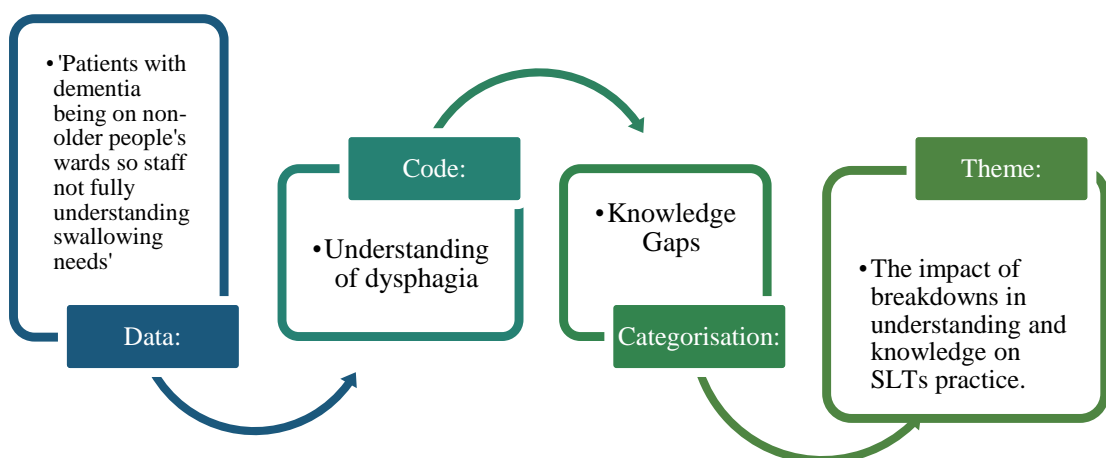 • 'Patients with
dementia
being on non-
older people's
wards so staff
not fully
understanding
swallowing
needs'
Data:
Code:
• Understanding
of dysphagia
• Knowledge
Gaps
Categorisation:
Theme:
• The impact of
breakdowns in
understanding and
knowledge on
SLTs practice.